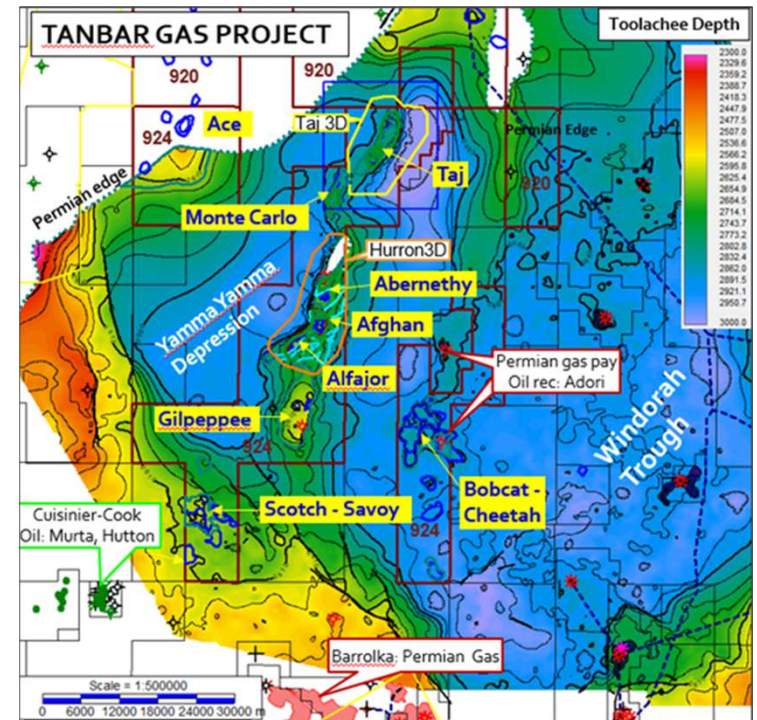 TANBAR GAS PROJECT
Toolachee Depth
2300.0
2329.6
2359.2
2388.7
2418.3
2447.9
2477.5
2507.0
2536.6
2566.2
2595.8
2625.4
2654.9
2684.5
2714.1
2743.7
2773.2
2802.8
2832.4
2862.0
2891.5
2921.1
2950.7
3000.0
920
920
924
Ace
Taj 3D
Permian Edge
Taj
920
Permian edge
Monte Carlo
Hurron3D
Abernethy
Yamma Yamma
Depression
Afghan
Permian gas pay
Oil rec: Adori
Alfajor
Gilpeppee
924
Windorah
Trough
Bobcat -
Cheetah
Scotch - Savoy
Cuisinier-Cook
Oil: Murta, Hutton
924
Barrolka: Permian Gas
Scale = 1:500000
0 6000 12000 18000 24000 30000 m